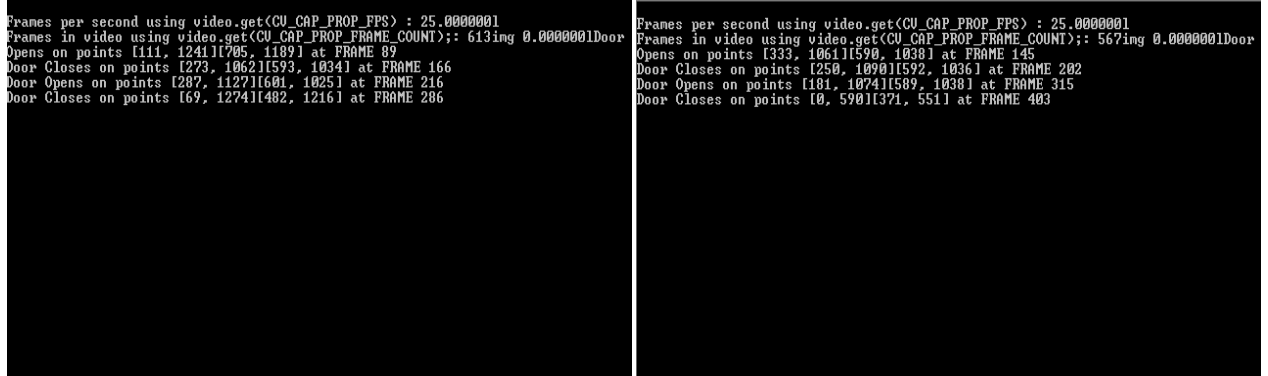 Frames per second using video.get(CV_CAP_PROP_FPS) : 25.000000l
Frames in video using video.get(CV_CAP_PROP_FRAME_COUNT);: 613img 0.000000lDoor
Opens on points [111, 1241][705, 1189] at FRAME 89
Door Closes on points [273, 1062][593, 1034] at FRAME 166
Door Opens on points [287, 1127][601, 1025] at FRAME 216
Door Closes on points [69, 1274][482, 1216] at FRAME 286
Frames per second using video.get(CV_CAP_PROP_FPS) : 25.000000l
Frames in video using video.get(CV_CAP_PROP_FRAME_COUNT);: 567img 0.000000lDoor
Opens on points [333, 1061][590, 1038] at FRAME 145
Door Closes on points [250, 1090][592, 1036] at FRAME 202
Door Opens on points [181, 1074][589, 1038] at FRAME 315
Door Closes on points [0, 590][371, 551] at FRAME 403